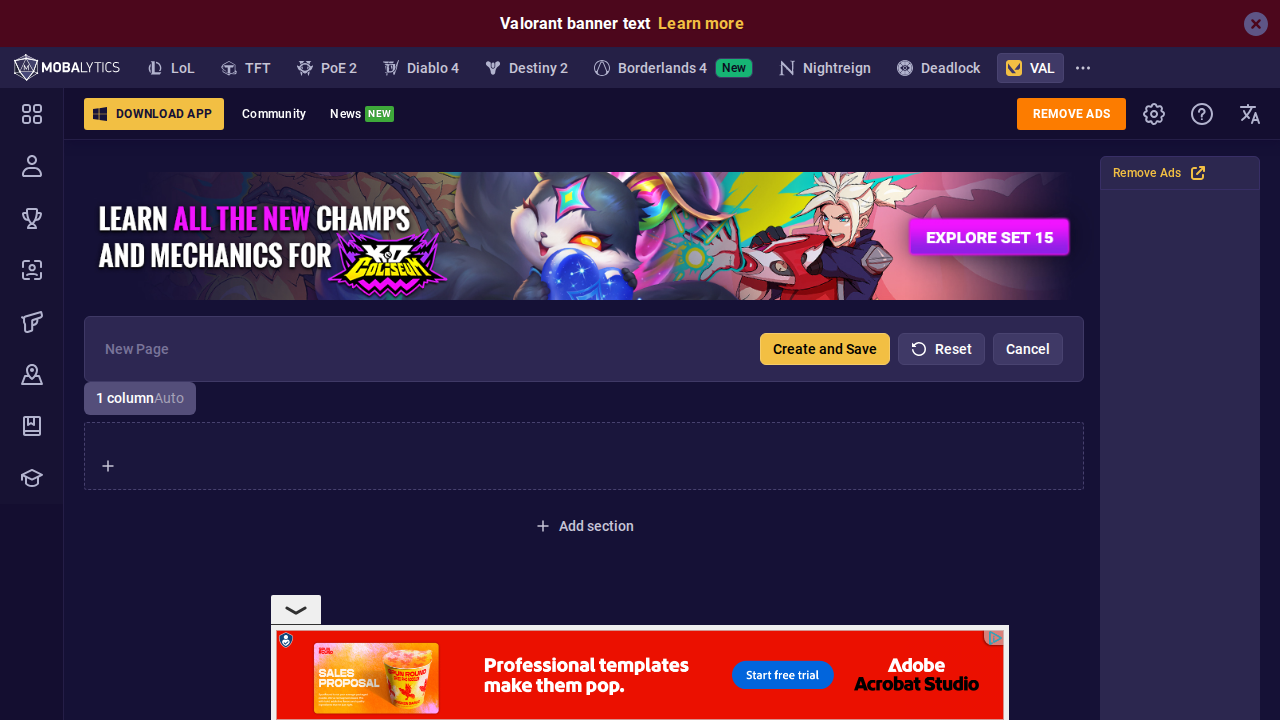 Valorant banner text Learn more
MOBALYTICS
LoL
TFT
PoE 2
Diablo 4
Destiny 2
Borderlands 4 New
Nightreign
Deadlock
VAL
DOWNLOAD APP
Community
News NEW
REMOVE ADS
Remove Ads
LEARN ALL THE NEW CHAMPS
AND MECHANICS FOR K.O. COLISEUM
EXPLORE SET 15
New Page
Create and Save
Reset
Cancel
1 column Auto
Add section
SALES
PROPOSAL
Professional templates
make them pop.
Start free trial
Adobe
Acrobat Studio